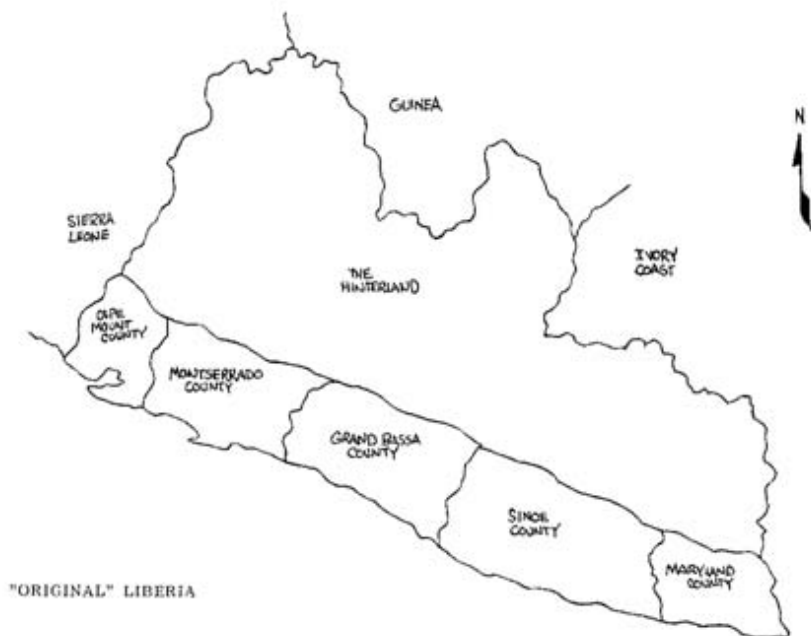 GUINEA
N
SIERRA
LEONE
IVORY
COAST
THE
HINTERLAND
CAPE
MOUNT
COUNTY
MONTSERRADO
COUNTY
GRAND BASSA
COUNTY
SINOE
COUNTY
MARYLAND
COUNTY
"ORIGINAL" LIBERIA